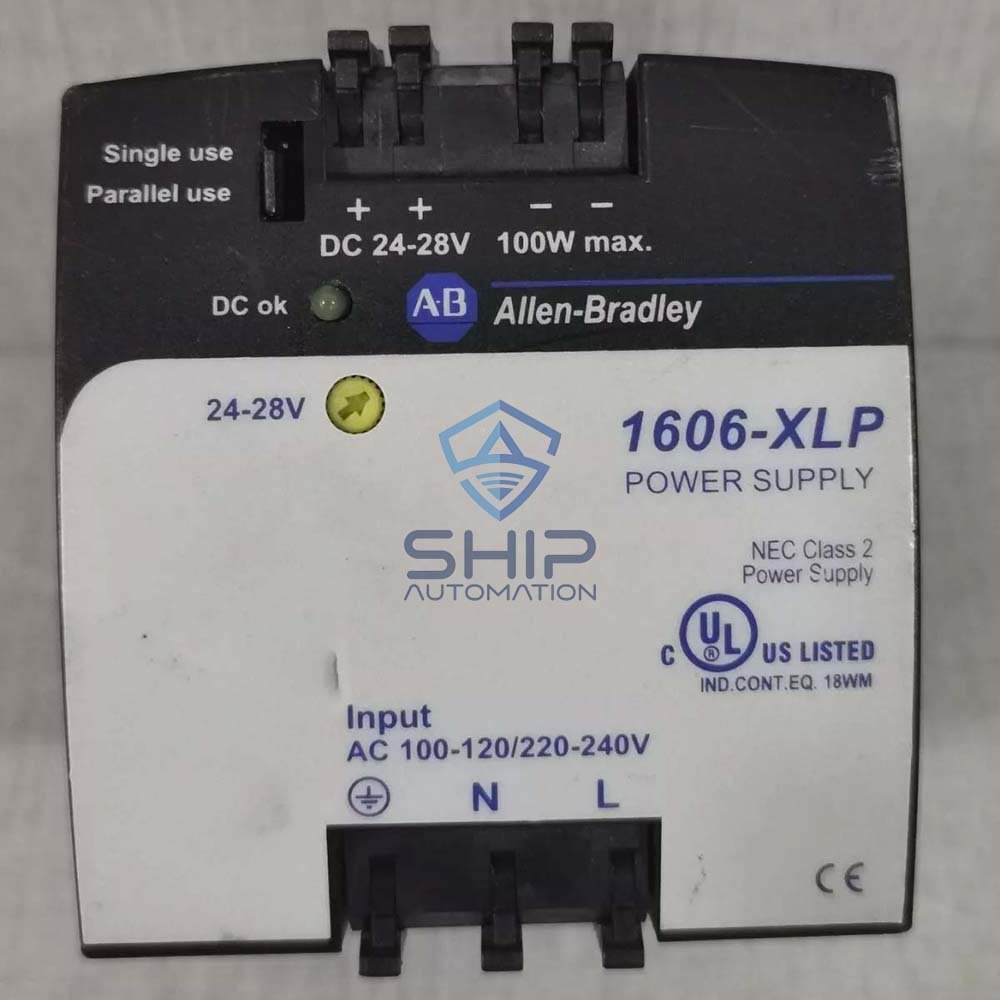 Single use
Parallel use
+ + − −
DC 24-28V 100W max.
DC ok
A-B
Allen-Bradley
24-28V
1606-XLP
POWER SUPPLY
SHIP
AUTOMATION
NEC Class 2
Power Supply
C UL ® US LISTED
IND.CONT.EQ. 18WM
Input
AC 100-120/220-240V
N L
CE